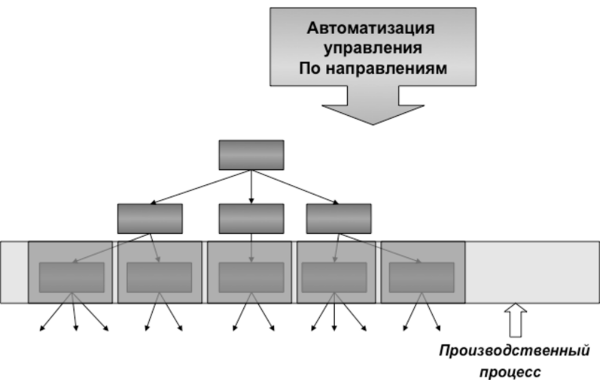 Автоматизация
управления
По направлениям
Производственный
процесс